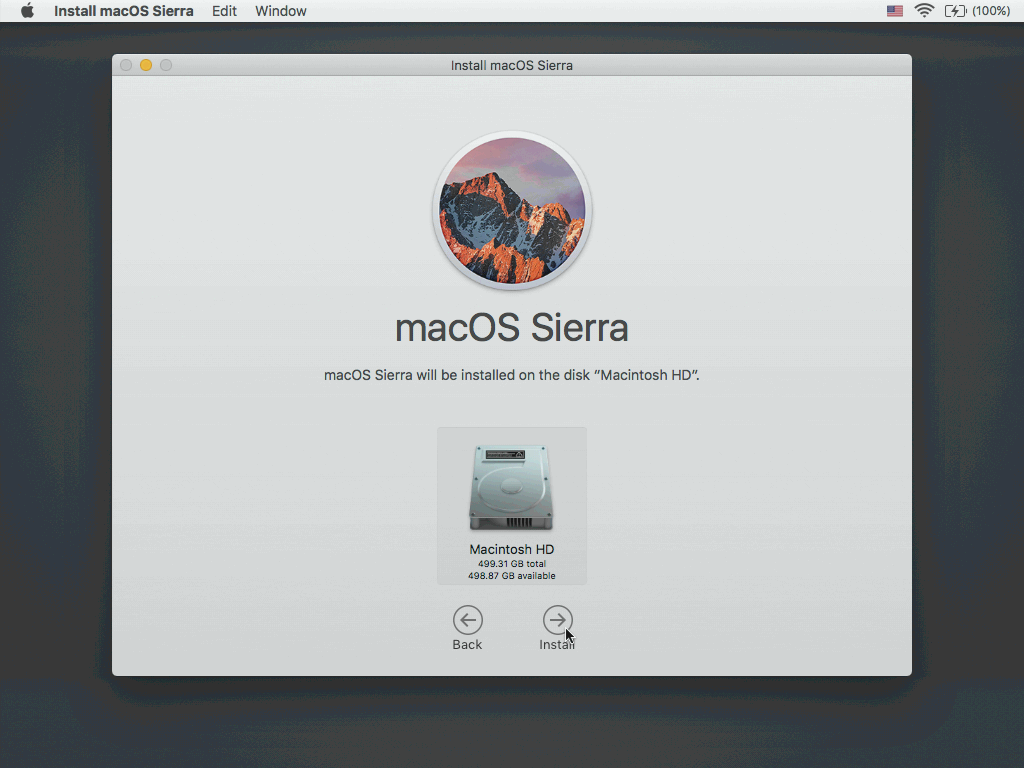 Install macOS Sierra Edit Window (100%)
Install macOS Sierra
macOS Sierra
macOS Sierra will be installed on the disk “Macintosh HD”.
Macintosh HD
499.31 GB total
498.87 GB available
Back Install